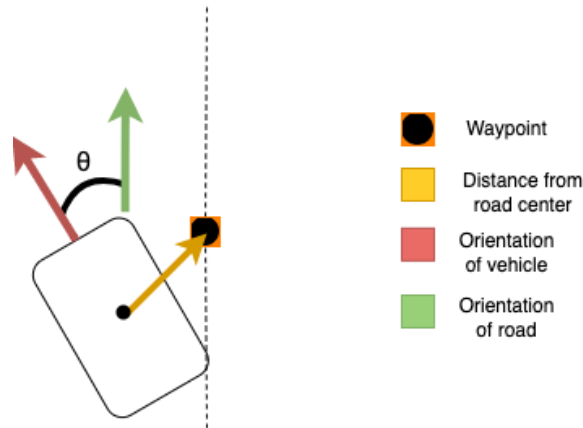 θ
Waypoint
Distance from
road center
Orientation
of vehicle
Orientation
of road